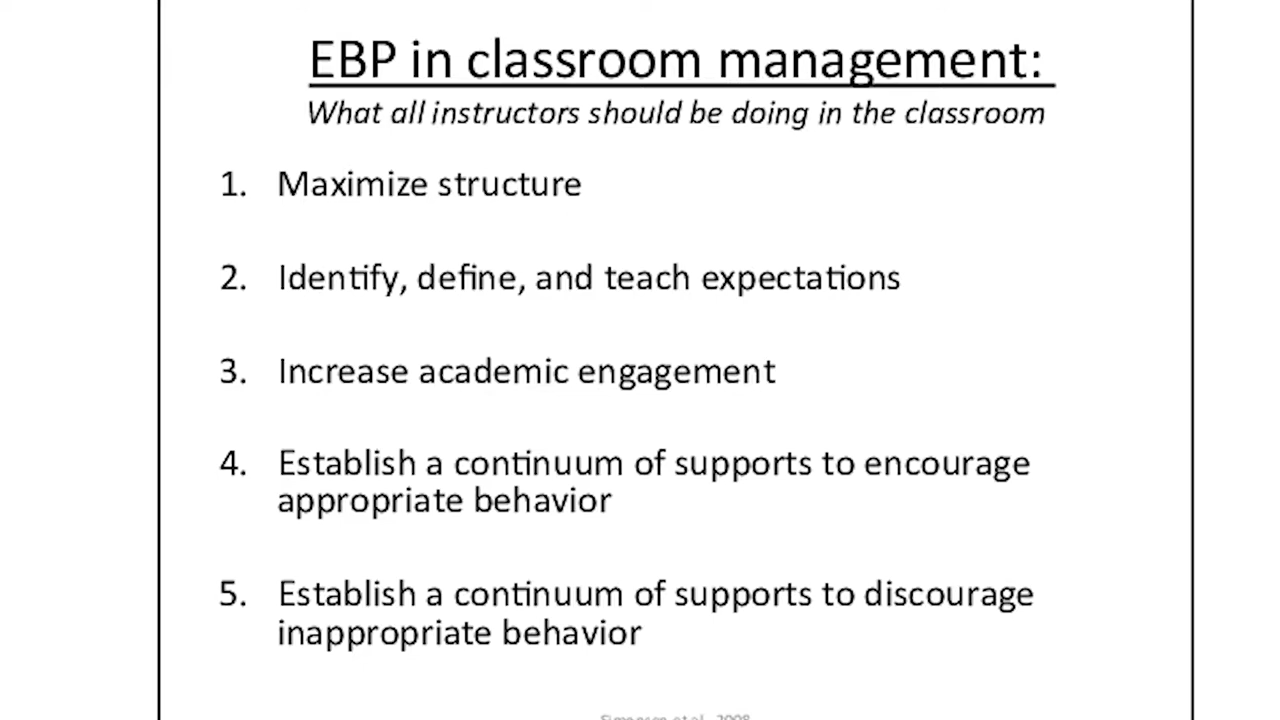 EBP in classroom management:
What all instructors should be doing in the classroom
1. Maximize structure
2. Identify, define, and teach expectations
3. Increase academic engagement
4. Establish a continuum of supports to encourage
appropriate behavior
5. Establish a continuum of supports to discourage
inappropriate behavior